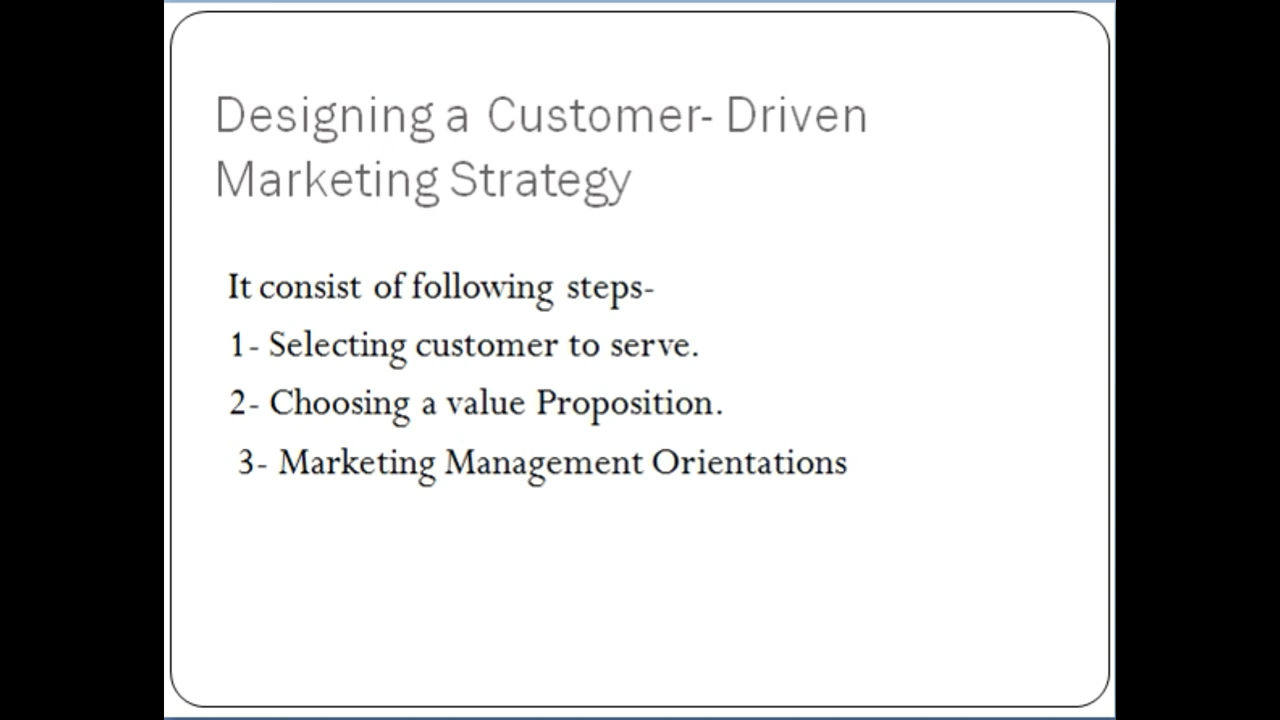 Designing a Customer- Driven
Marketing Strategy
It consist of following steps-
1- Selecting customer to serve.
2- Choosing a value Proposition.
3- Marketing Management Orientations